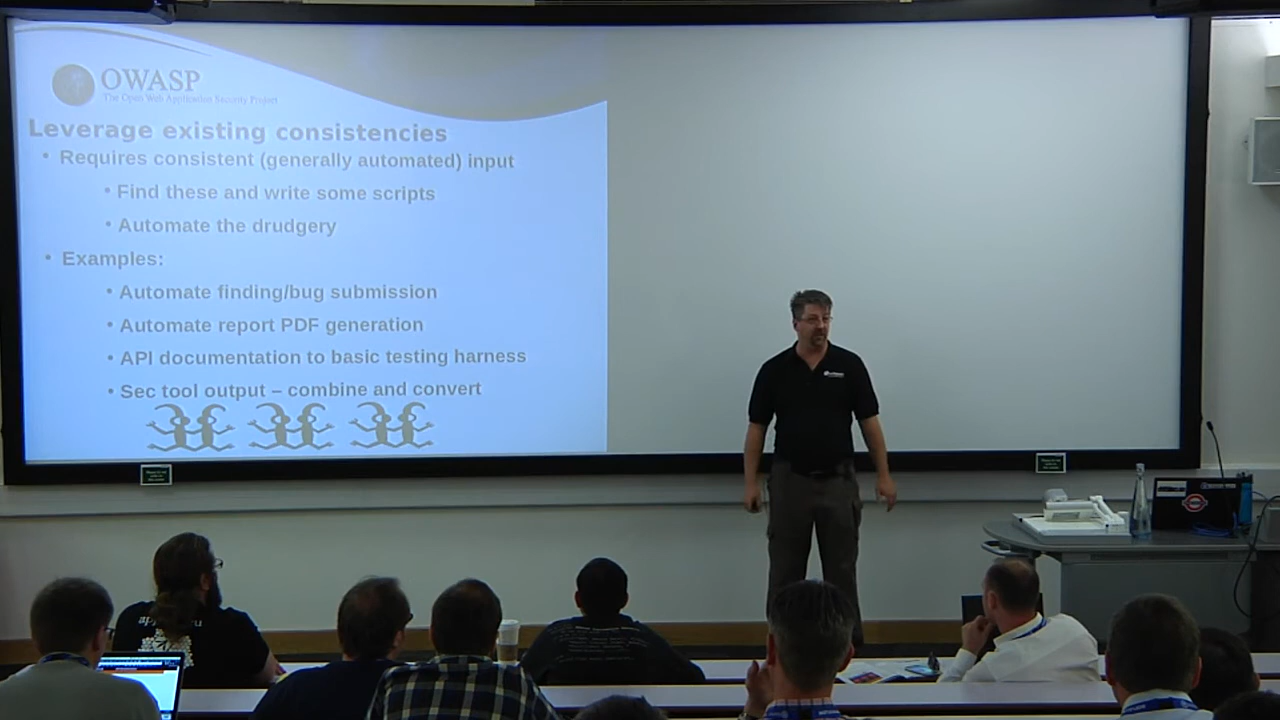 OWASP
The Open Web Application Security Project
Leverage existing consistencies
• Requires consistent (generally automated) input
• Find these and write some scripts
• Automate the drudgery
• Examples:
• Automate finding/bug submission
• Automate report PDF generation
• API documentation to basic testing harness
• Sec tool output – combine and convert